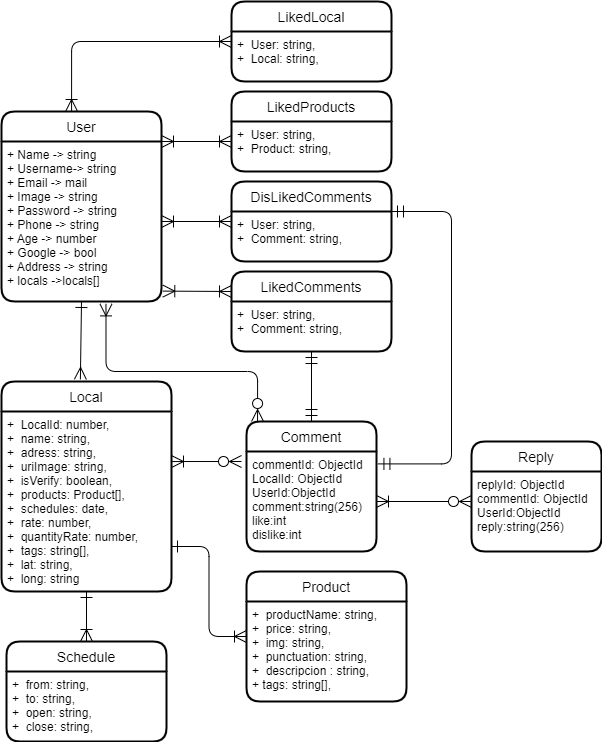 LikedLocal
+ User: string,
+ Local: string,
LikedProducts
+ User: string,
+ Product: string,
User
+ Name -> string
+ Username-> string
+ Email -> mail
+ Image -> string
+ Password -> string
+ Phone -> string
+ Age -> number
+ Google -> bool
+ Address -> string
+ locals ->locals[]
DisLikedComments
+ User: string,
+ Comment: string,
LikedComments
+ User: string,
+ Comment: string,
Local
+ LocalId: number,
+ name: string,
+ adress: string,
+ urlImage: string,
+ isVerify: boolean,
+ products: Product[],
+ schedules: date,
+ rate: number,
+ quantityRate: number,
+ tags: string[],
+ lat: string,
+ long: string
Comment
commentId: ObjectId
LocalId: ObjectId
UserId:ObjectId
comment:string(256)
like:int
dislike:int
Reply
replyId: ObjectId
commentId: ObjectId
UserId:ObjectId
reply:string(256)
Product
+ productName: string,
+ price: string,
+ img: string,
+ punctuation: string,
+ descripcion : string,
+ tags: string[],
Schedule
+ from: string,
+ to: string,
+ open: string,
+ close: string,